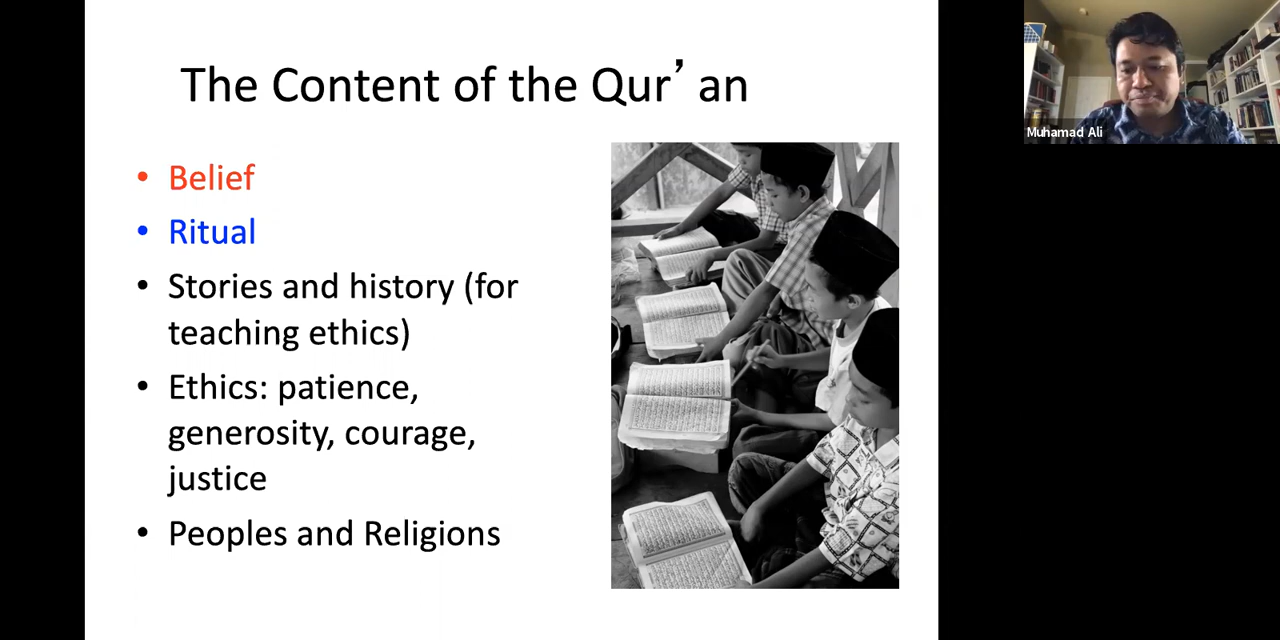 The Content of the Qur’an
• Belief
• Ritual
• Stories and history (for
teaching ethics)
• Ethics: patience,
generosity, courage,
justice
• Peoples and Religions
Muhamad Ali